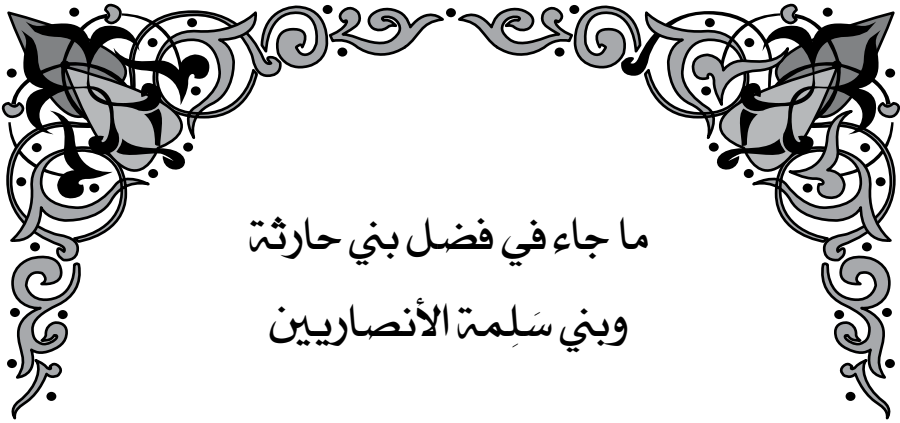 ما جاء في فضل بني حارثة
وبني سَلِمة الأنصاريين